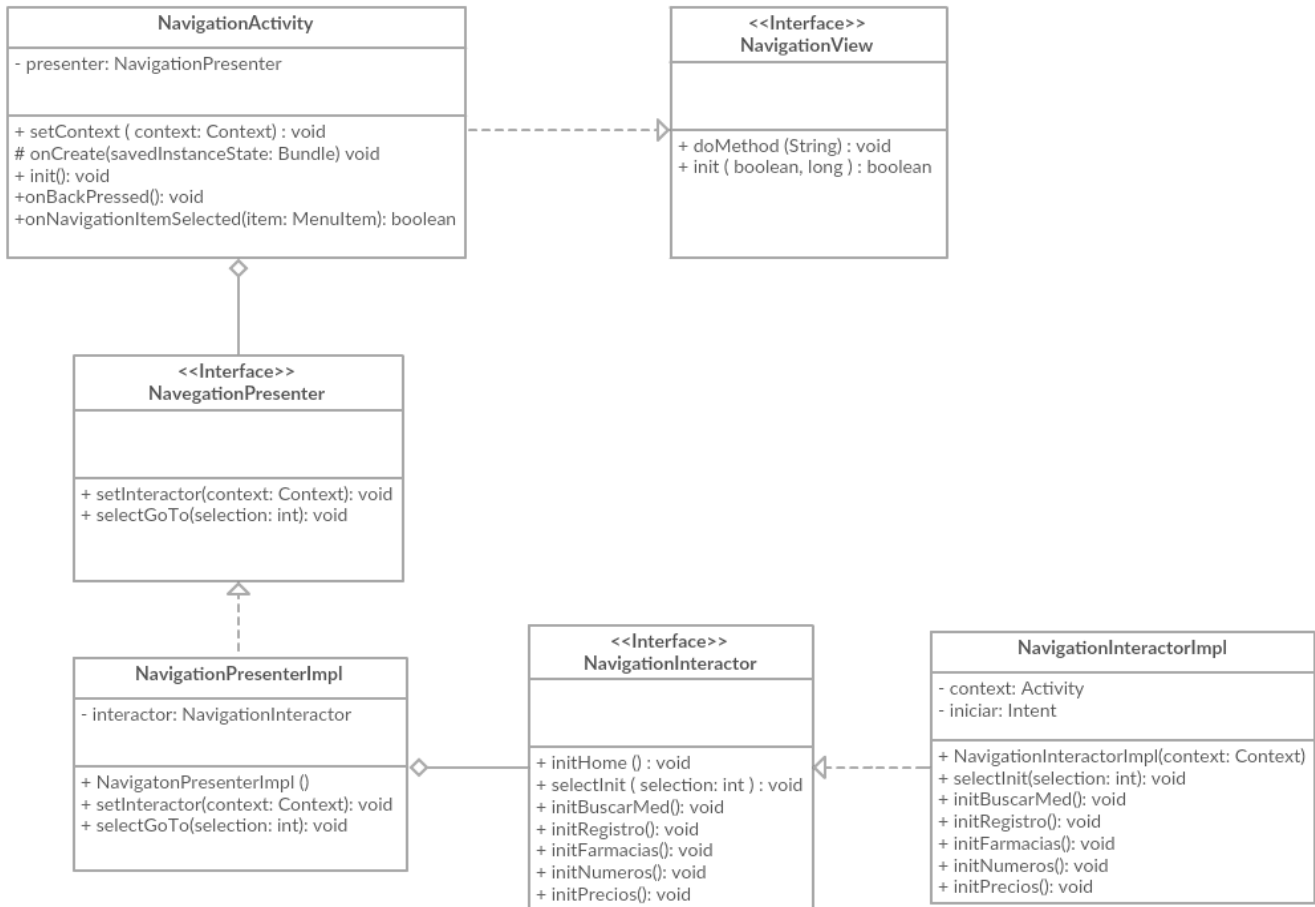 NavigationActivity
- presenter: NavigationPresenter
+ setContext ( context: Context) : void
# onCreate(savedInstanceState: Bundle) void
+ init(): void
+onBackPressed(): void
+onNavigationItemSelected(item: MenuItem): boolean
<<Interface>>
NavigationView
+ doMethod (String) : void
+ init ( boolean, long ) : boolean
<<Interface>>
NavegationPresenter
+ setInteractor(context: Context): void
+ selectGoTo(selection: int): void
NavigationPresenterImpl
- interactor: NavigationInteractor
+ NavigatonPresenterImpl ()
+ setInteractor(context: Context): void
+ selectGoTo(selection: int): void
<<Interface>>
NavigationInteractor
+ initHome () : void
+ selectInit ( selection: int ) : void
+ initBuscarMed(): void
+ initRegistro(): void
+ initFarmacias(): void
+ initNumeros(): void
+ initPrecios(): void
NavigationInteractorImpl
- context: Activity
- iniciar: Intent
+ NavigationInteractorImpl(context: Context)
+ selectInit(selection: int): void
+ initBuscarMed(): void
+ initRegistro(): void
+ initFarmacias(): void
+ initNumeros(): void
+ initPrecios(): void